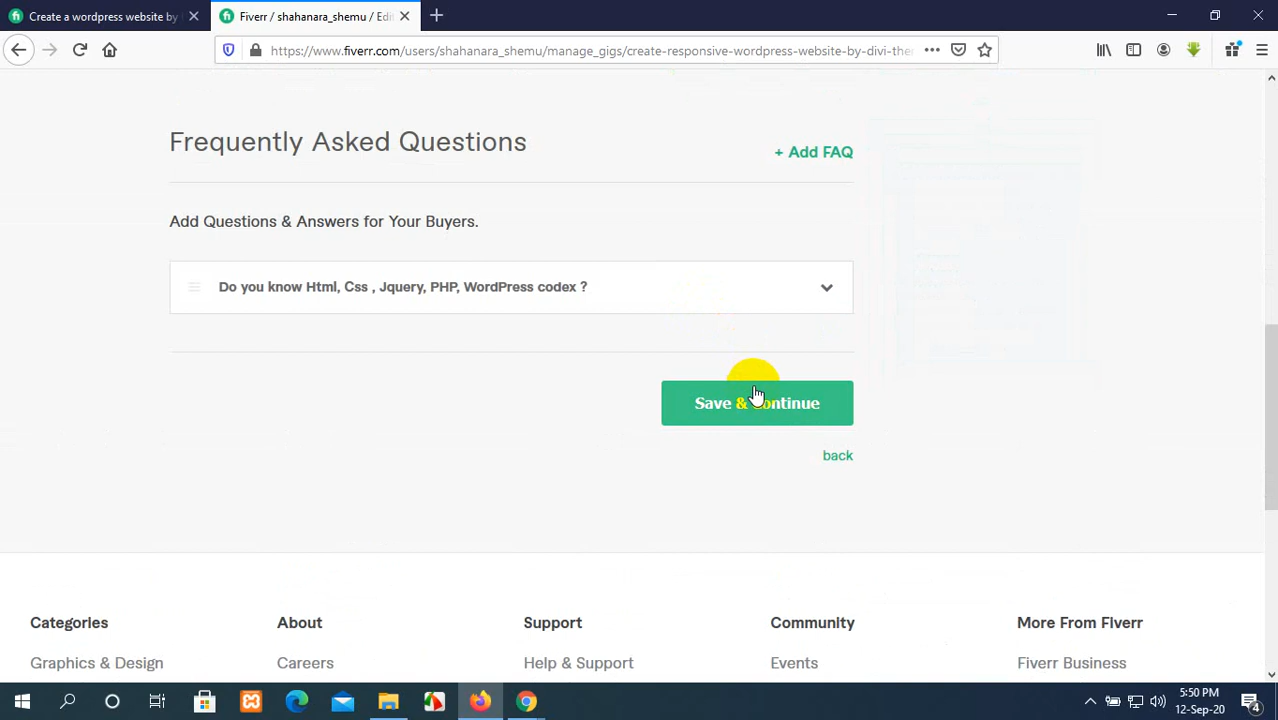 Create a wordpress website by
Fiverr / shahanara_shemu / Edi
https://www.fiverr.com/users/shahanara_shemu/manage_gigs/create-responsive-wordpress-website-by-divi-the
Frequently Asked Questions
+ Add FAQ
Add Questions & Answers for Your Buyers.
Do you know Html, Css , Jquery, PHP, WordPress codex ?
Save & Continue
back
Categories
About
Support
Community
More From Fiverr
Graphics & Design
Careers
Help & Support
Events
Fiverr Business
5:50 PM
12-Sep-20
4